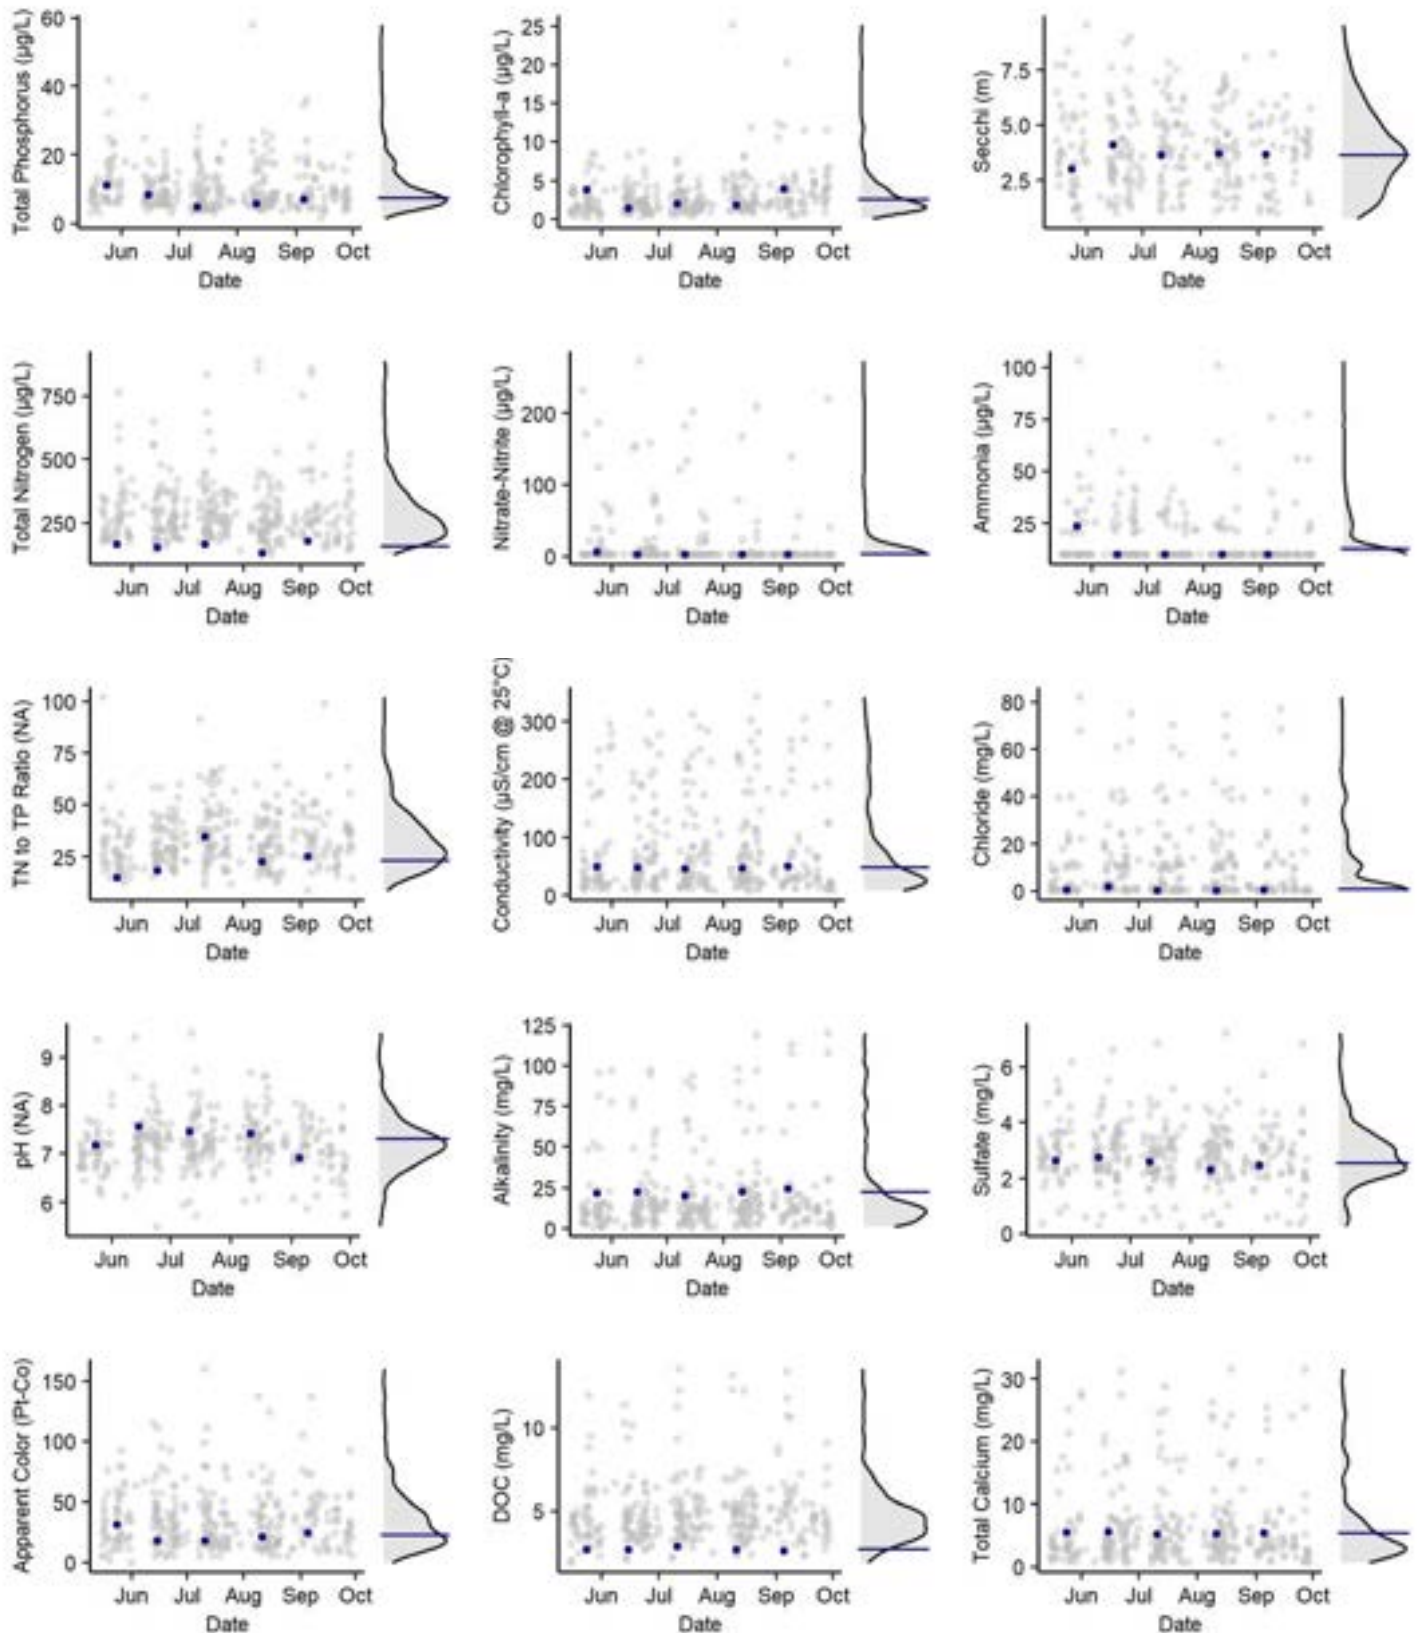 Total Phosphorus (µg/L)
60
40
20
0
Jun Jul Aug Sep Oct
Date
Chlorophyll-a (µg/L)
25
20
15
10
5
0
Jun Jul Aug Sep Oct
Date
Secchi (m)
7.5
5.0
2.5
Jun Jul Aug Sep Oct
Date
Total Nitrogen (µg/L)
750
500
250
Jun Jul Aug Sep Oct
Date
Nitrate-Nitrite (µg/L)
200
100
0
Jun Jul Aug Sep Oct
Date
Ammonia (µg/L)
100
75
50
25
Jun Jul Aug Sep Oct
Date
TN to TP Ratio (NA)
100
75
50
25
Jun Jul Aug Sep Oct
Date
Conductivity (µS/cm @ 25°C)
300
200
100
0
Jun Jul Aug Sep Oct
Date
Chloride (mg/L)
80
60
40
20
0
Jun Jul Aug Sep Oct
Date
pH (NA)
9
8
7
6
Jun Jul Aug Sep Oct
Date
Alkalinity (mg/L)
125
100
75
50
25
0
Jun Jul Aug Sep Oct
Date
Sulfate (mg/L)
6
4
2
0
Jun Jul Aug Sep Oct
Date
Apparent Color (Pt-Co)
150
100
50
0
Jun Jul Aug Sep Oct
Date
DOC (mg/L)
10
5
Jun Jul Aug Sep Oct
Date
Total Calcium (mg/L)
30
20
10
0
Jun Jul Aug Sep Oct
Date